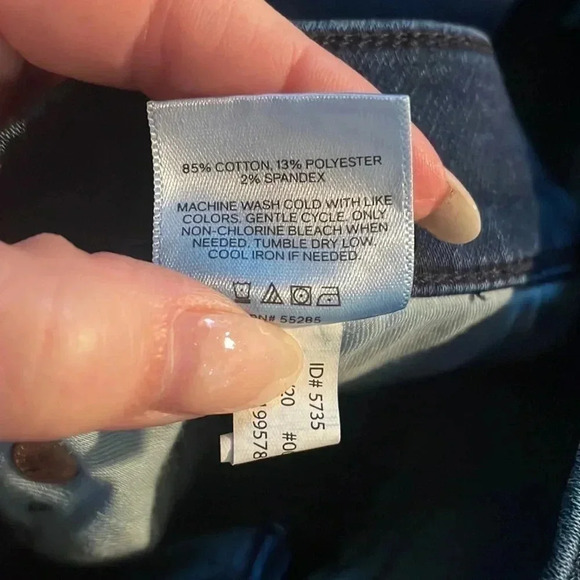 85% COTTON, 13% POLYESTER
2% SPANDEX
MACHINE WASH COLD WITH LIKE
COLORS. GENTLE CYCLE. ONLY
NON-CHLORINE BLEACH WHEN
NEEDED. TUMBLE DRY LOW.
COOL IRON IF NEEDED.
RN# 55285
ID# 5735